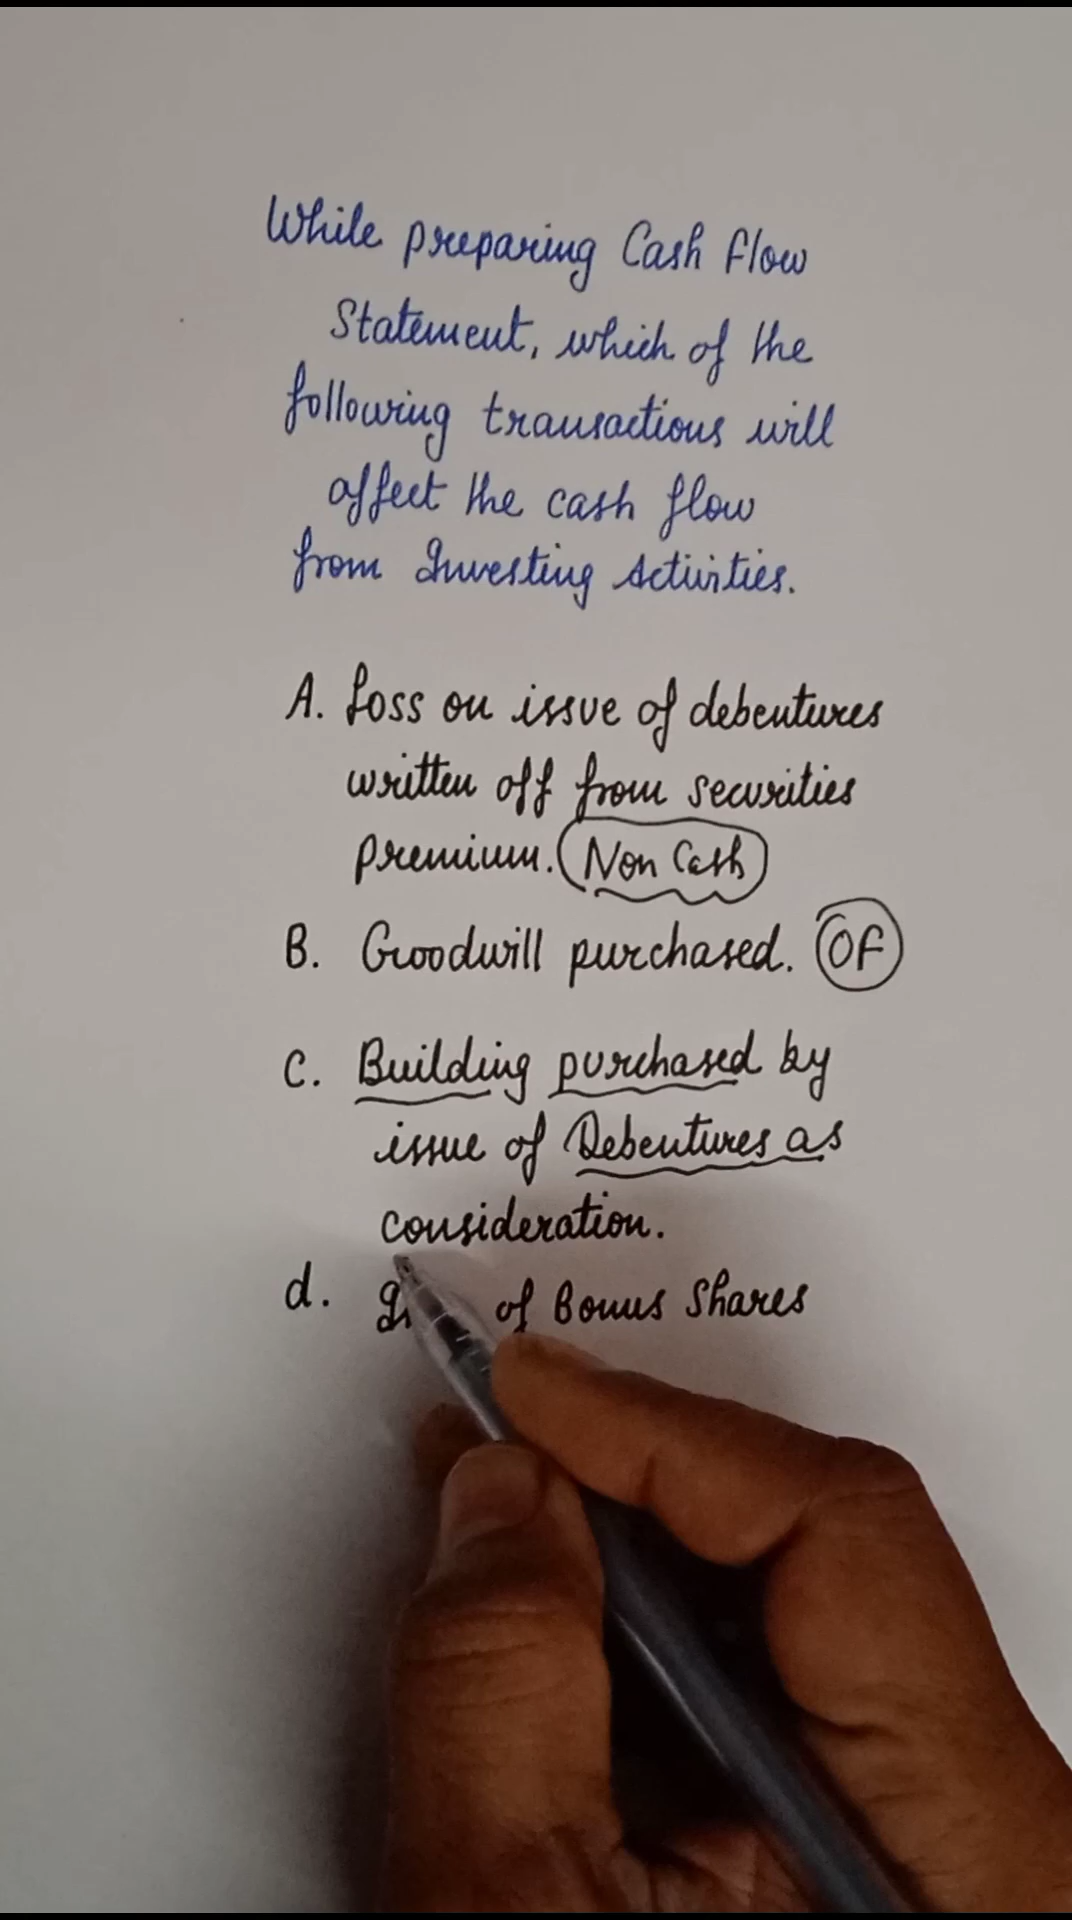 While preparing Cash flow
Statement, which of the
following transactions will
affect the cash flow
from Investing Activities.
A. Loss on issue of debentures
written off from securities
premium. Non Cash
B. Goodwill purchased. OF
C. Building purchased by
issue of Debentures as
consideration.
d. of Bonus Shares